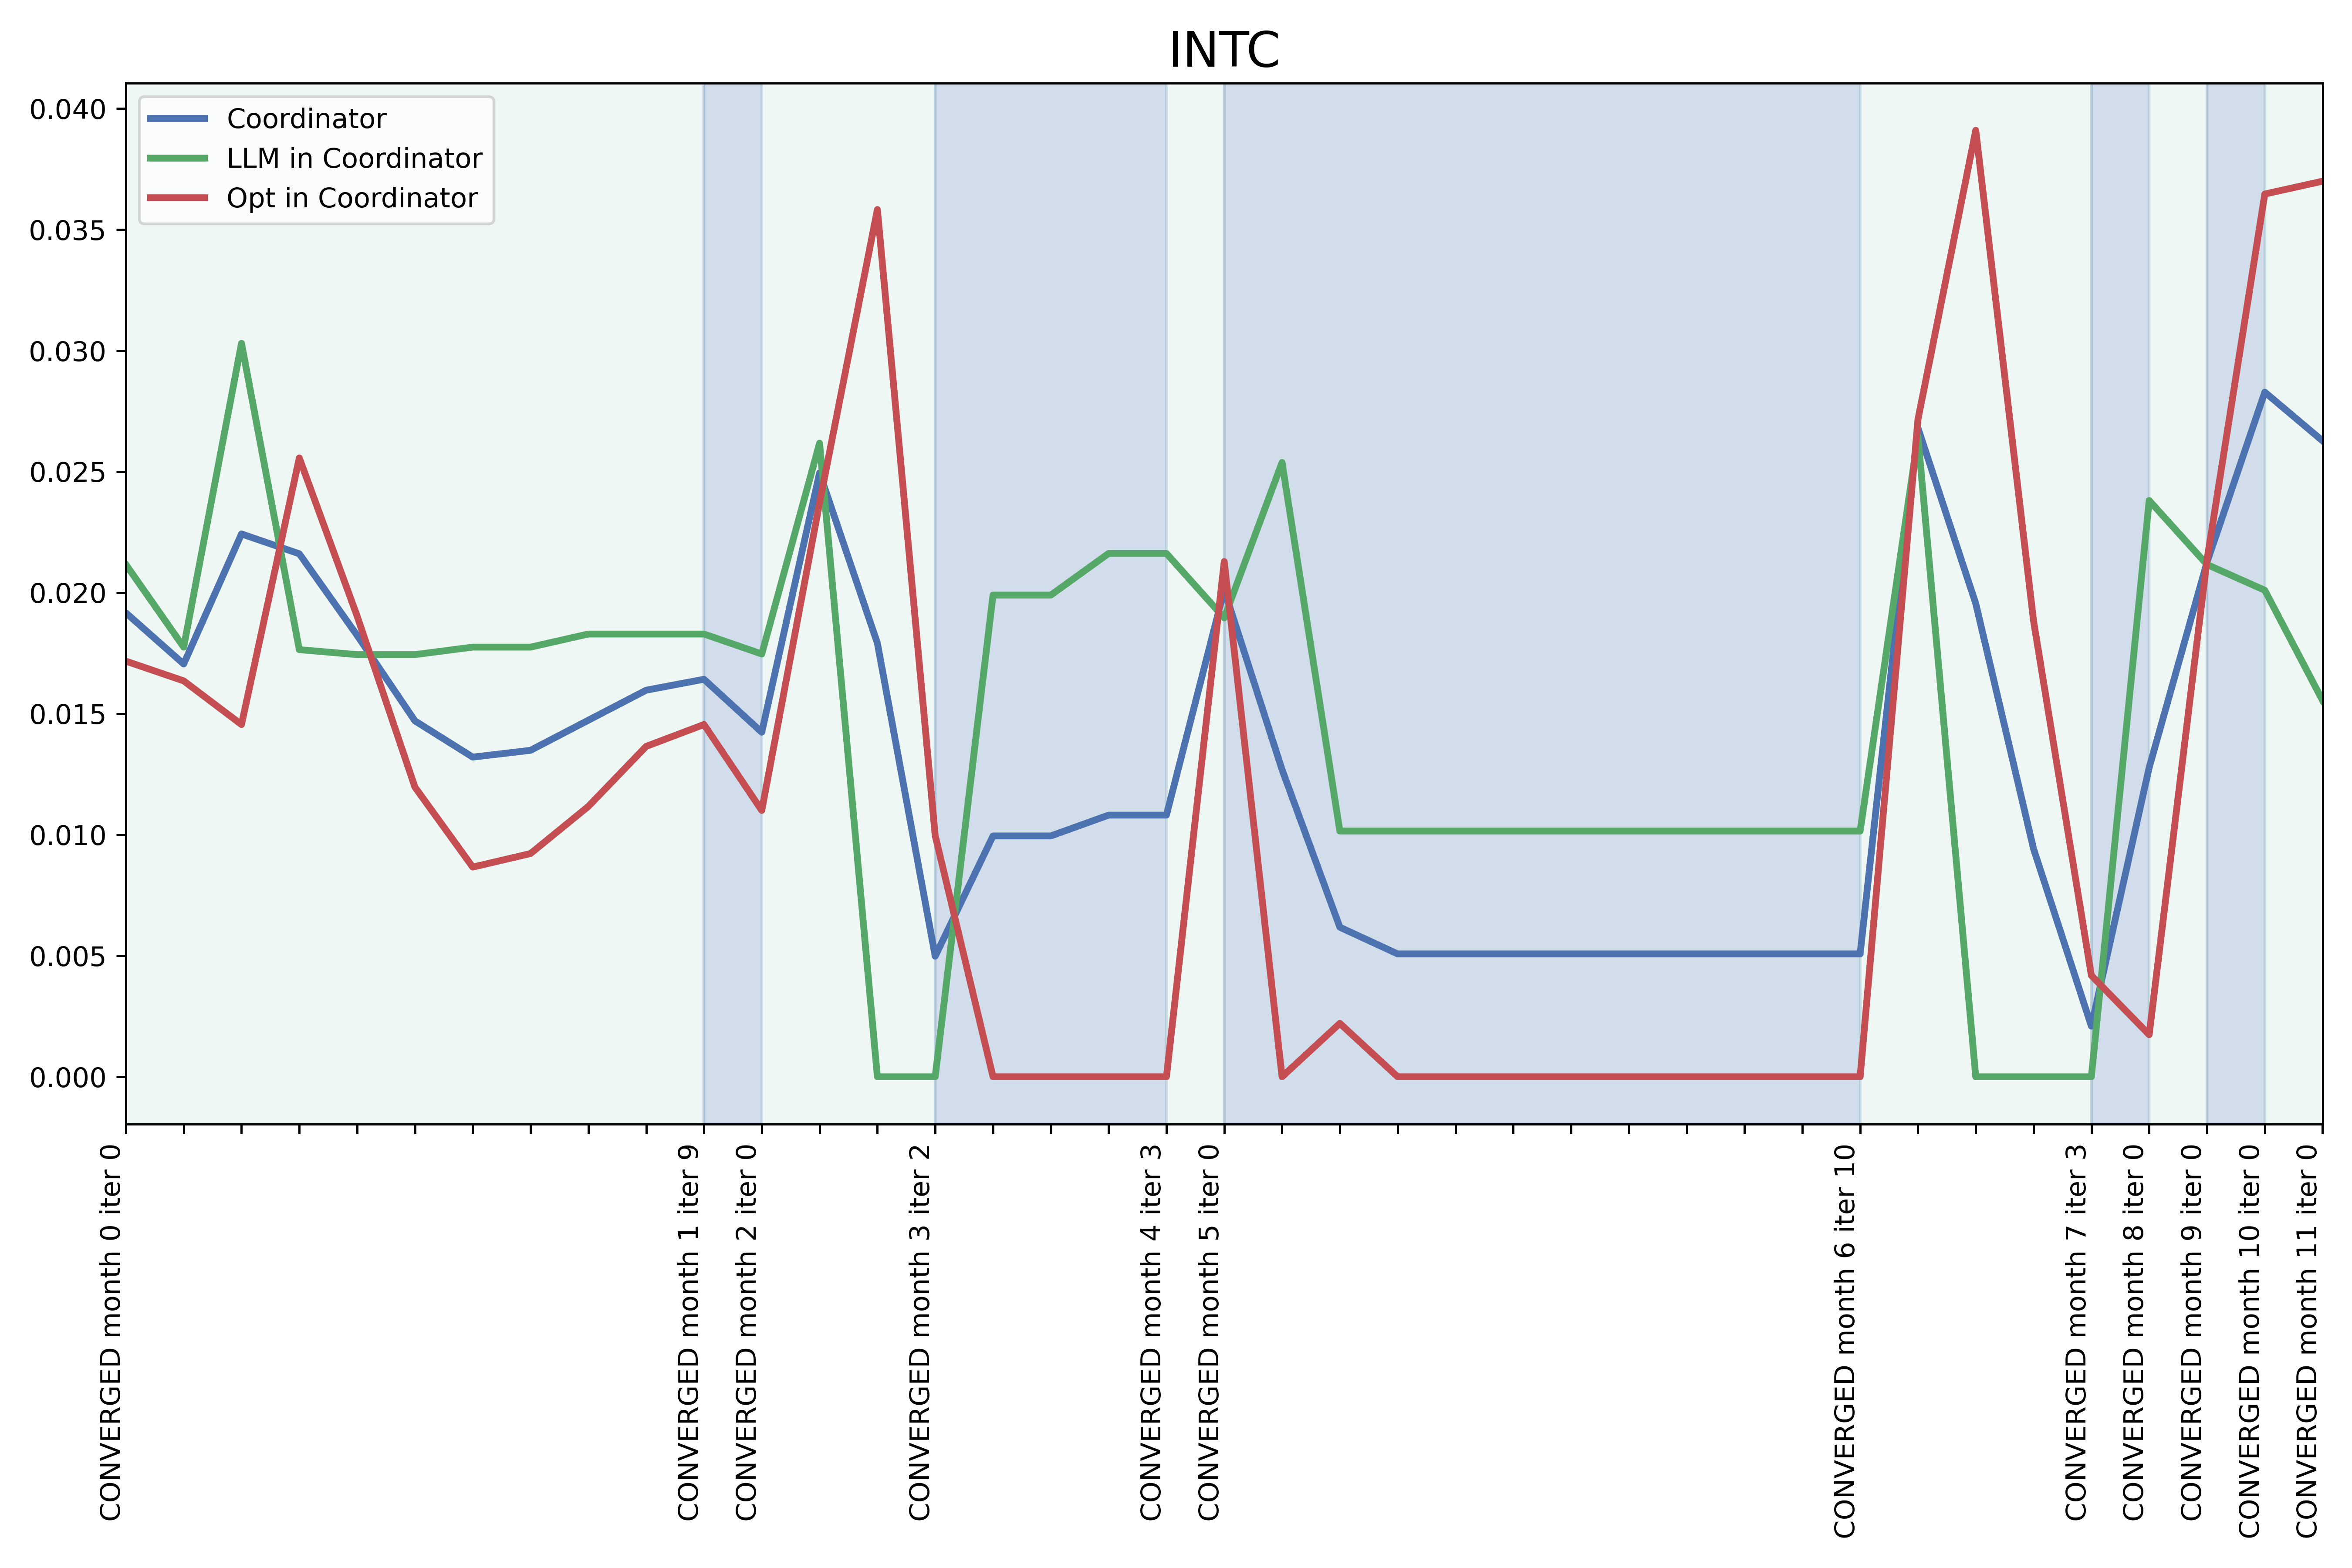 INTC
Coordinator
LLM in Coordinator
Opt in Coordinator
0.040
0.035
0.030
0.025
0.020
0.015
0.010
0.005
0.000
CONVERGED month 0 iter 0
CONVERGED month 1 iter 9
CONVERGED month 2 iter 0
CONVERGED month 3 iter 2
CONVERGED month 4 iter 3
CONVERGED month 5 iter 0
CONVERGED month 6 iter 10
CONVERGED month 7 iter 3
CONVERGED month 8 iter 0
CONVERGED month 9 iter 0
CONVERGED month 10 iter 0
CONVERGED month 11 iter 0